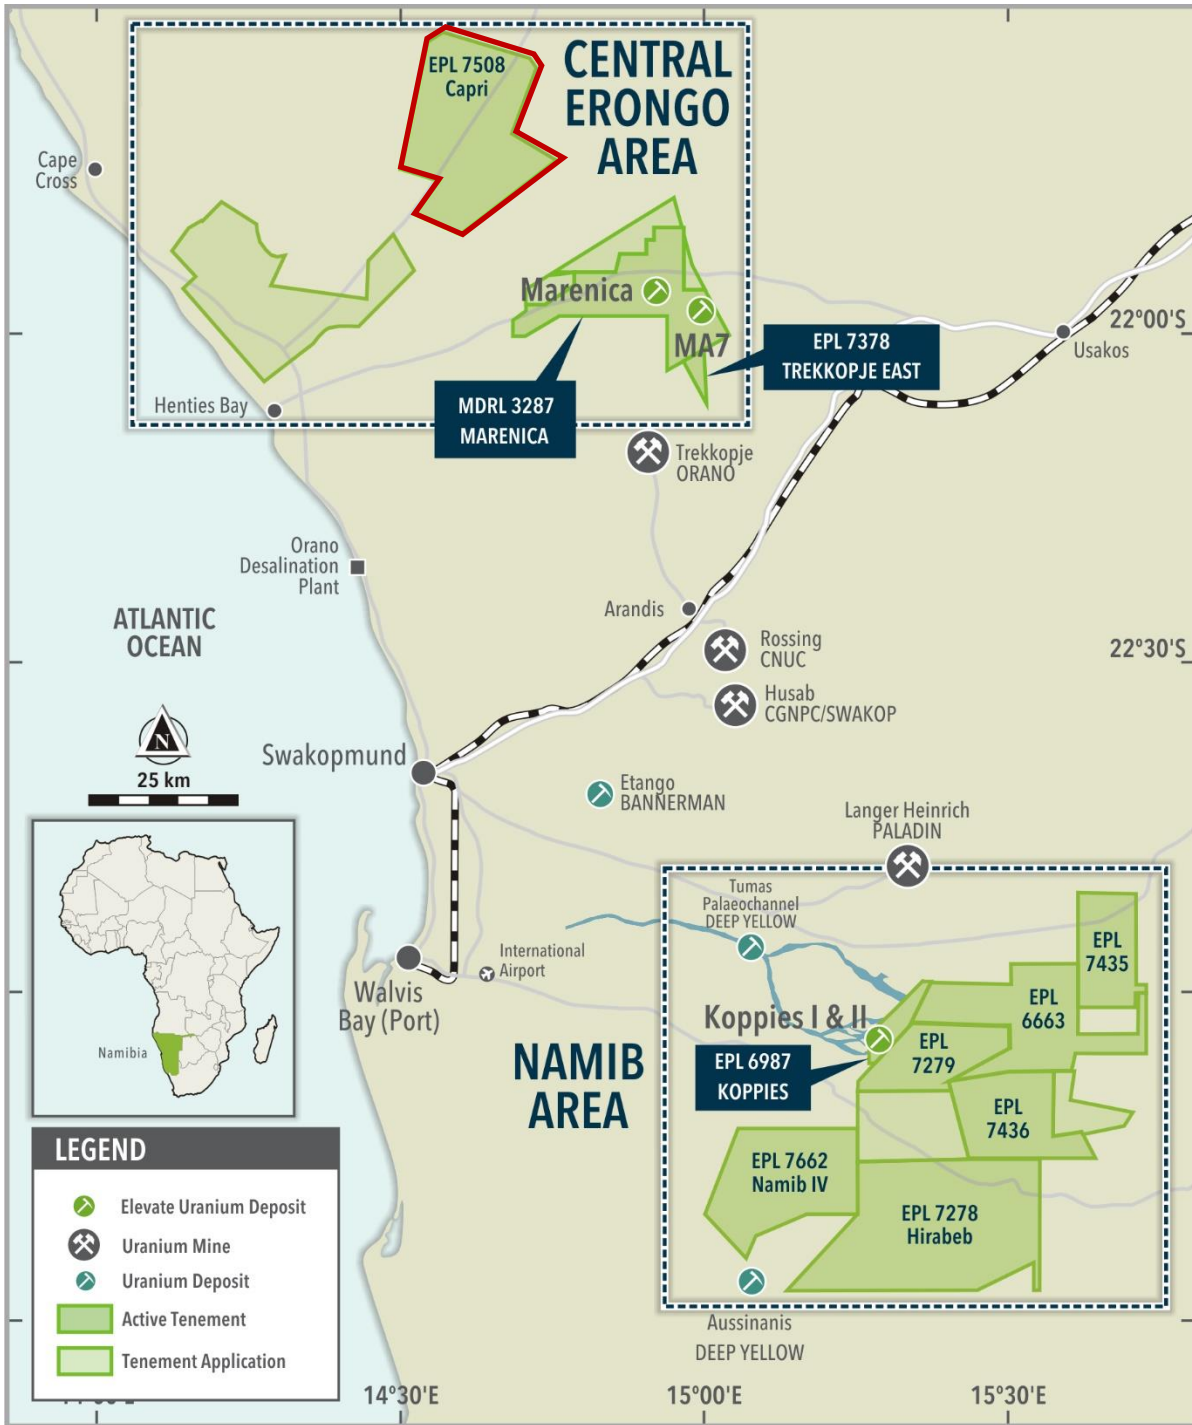 EPL 7508
Capri
CENTRAL
ERONGO
AREA
Cape
Cross
Marenica
MA7
22°00'S
Usakos
EPL 7378
TREKKOPJE EAST
MDRL 3287
MARENICA
Henties Bay
Trekkopje
ORANO
Orano
Desalination
Plant
ATLANTIC
OCEAN
Arandis
Rossing
CNUC
22°30'S
Husab
CGNPC/SWAKOP
N
25 km
Swakopmund
Etango
BANNERMAN
Langer Heinrich
PALADIN
Tumas
Palaeochannel
DEEP YELLOW
International
Airport
Walvis
Bay (Port)
EPL
7435
EPL
6663
Koppies I & II
EPL
7279
EPL 6987
KOPPIES
NAMIB
AREA
EPL
7436
Namibia
EPL 7662
Namib IV
EPL 7278
Hirabeb
Aussinanis
DEEP YELLOW
LEGEND
Elevate Uranium Deposit
Uranium Mine
Uranium Deposit
Active Tenement
Tenement Application
14°30'E
15°00'E
15°30'E